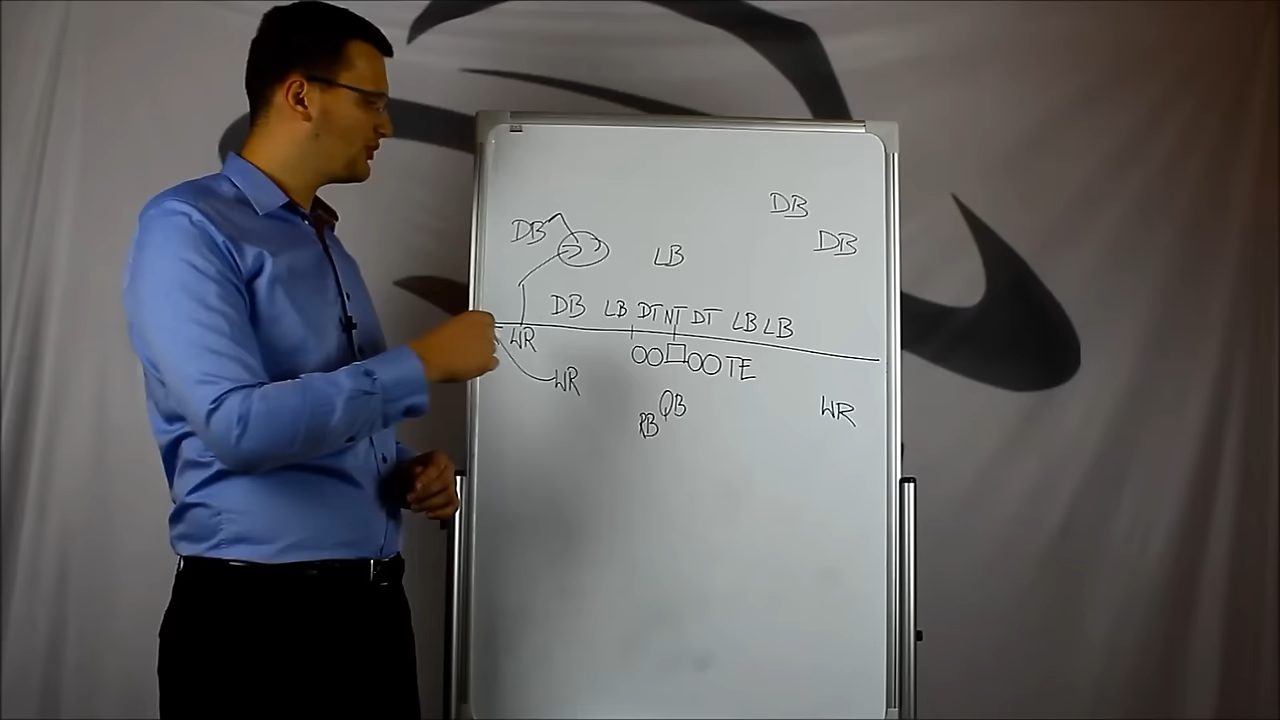 DB
DB DB
LB
DB LB DT NT DT LB LB
WR
OO□OO TE
WR
QB WR
RB